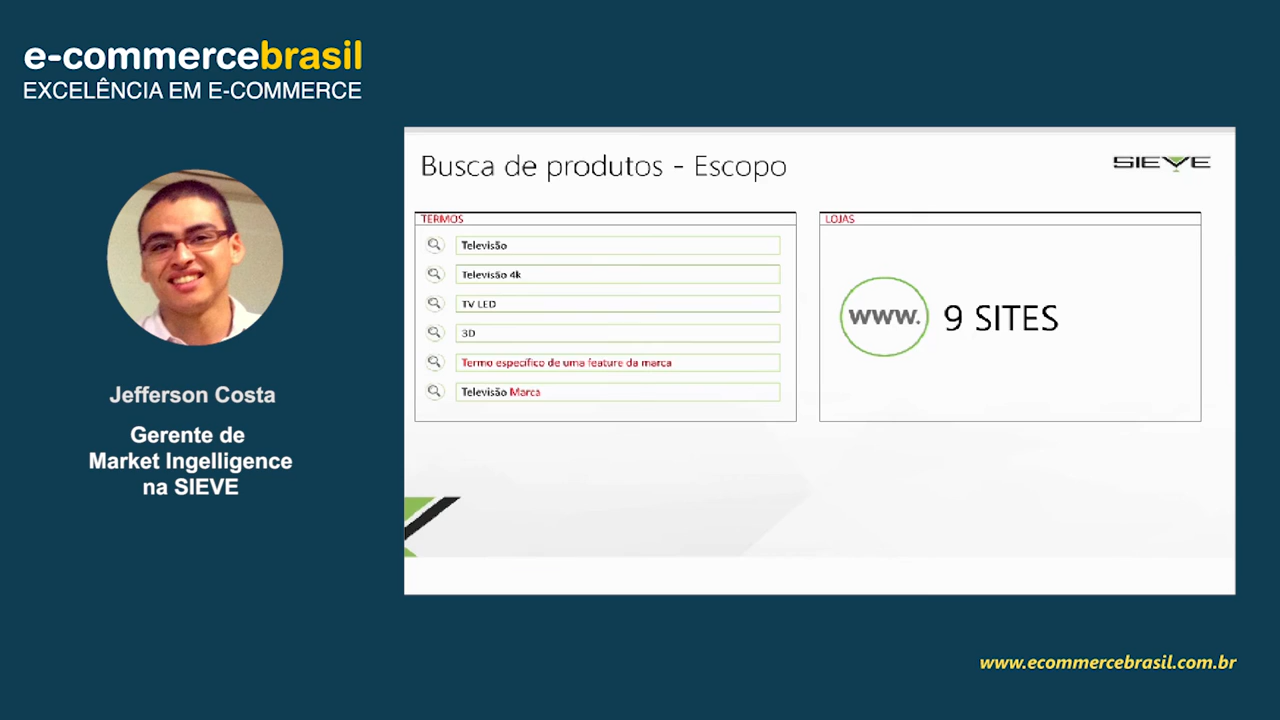 e-commercebrasil
EXCELÊNCIA EM E-COMMERCE
Jefferson Costa
Gerente de
Market Ingelligence
na SIEVE
Busca de produtos - Escopo
SIEVE
TERMOS
Televisão
Televisão 4k
TV LED
3D
Termo específico de uma feature da marca
Televisão Marca
LOJAS
www.
9 SITES
www.ecommercebrasil.com.br